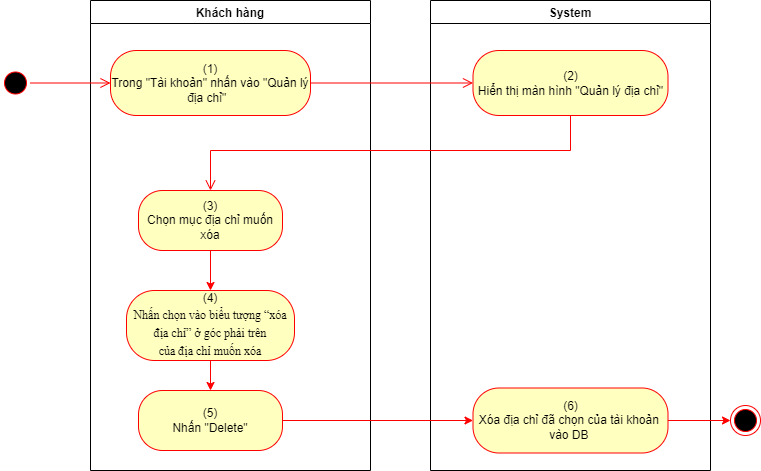 Khách hàng
System
(1)
Trong "Tài khoản" nhấn vào "Quản lý
địa chỉ"
(2)
Hiển thị màn hình "Quản lý địa chỉ"
(3)
Chọn mục địa chỉ muốn
xóa
(4)
Nhấn chọn vào biểu tượng “xóa
địa chỉ” ở góc phải trên
của địa chỉ muốn xóa
(5)
Nhấn "Delete"
(6)
Xóa địa chỉ đã chọn của tài khoản
vào DB